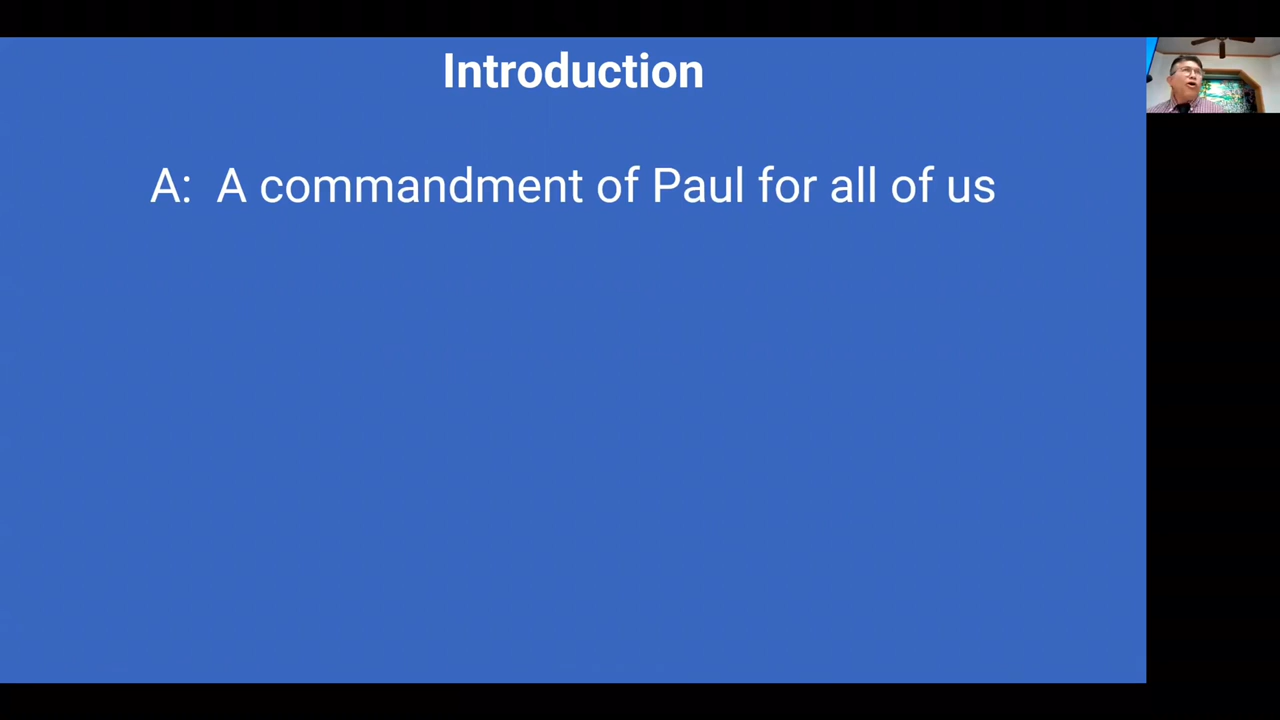 Introduction
A: A commandment of Paul for all of us